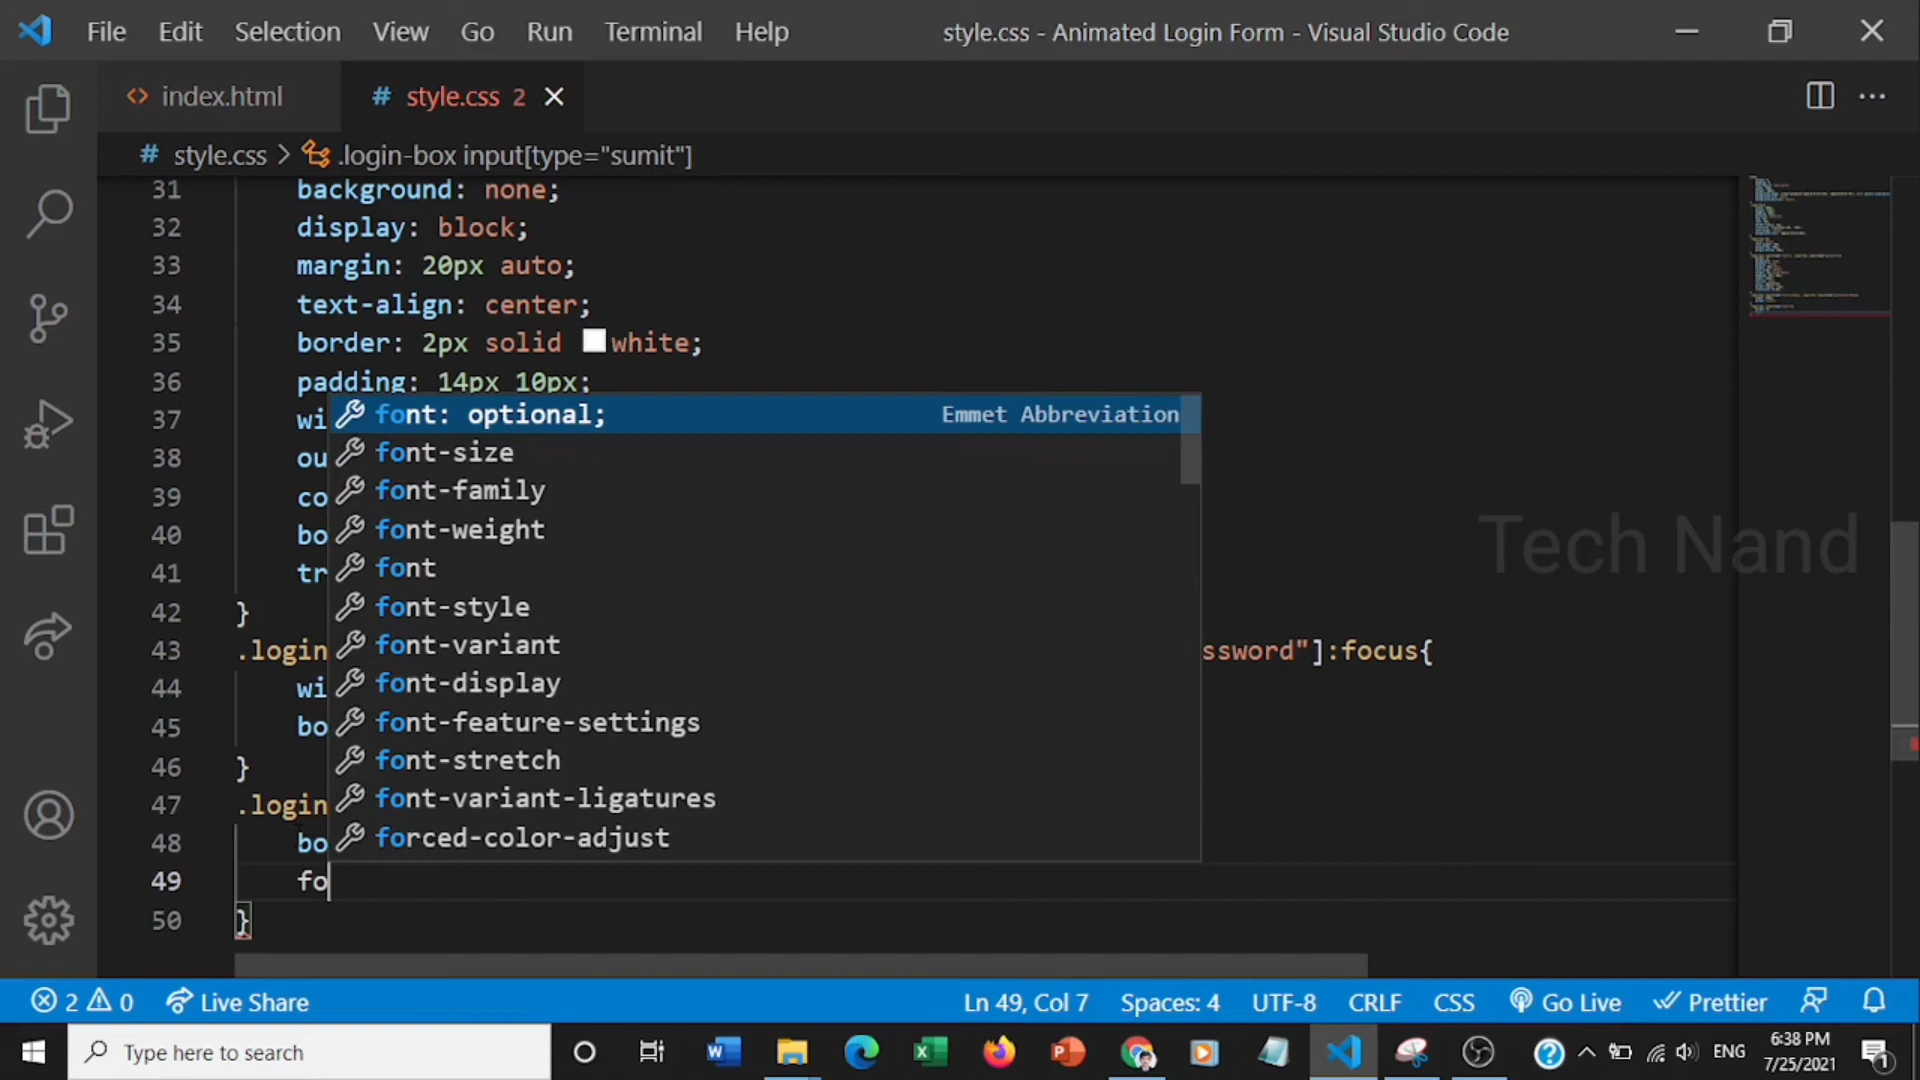 File Edit Selection View Go Run Terminal Help style.css - Animated Login Form - Visual Studio Code
<> index.html # style.css 2
# style.css > .login-box input[type="sumit"]
31 background: none;
32 display: block;
33 margin: 20px auto;
34 text-align: center;
35 border: 2px solid white;
36 padding: 14px 10px;
37 wi
font: optional; Emmet Abbreviation
font-size
38 ou
font-family
39 co
font-weight
40 bo
font
41 tr
font-style
42 }
font-variant
43 .login ssword"]:focus{
font-display
44 wi
font-feature-settings
45 bo
font-stretch
46 }
font-variant-ligatures
47 .login
forced-color-adjust
48 bo
49 fo
50 }
Tech Nand
2 0 Live Share Ln 49, Col 7 Spaces: 4 UTF-8 CRLF CSS Go Live Prettier
Type here to search
ENG 6:38 PM
7/25/2021
1